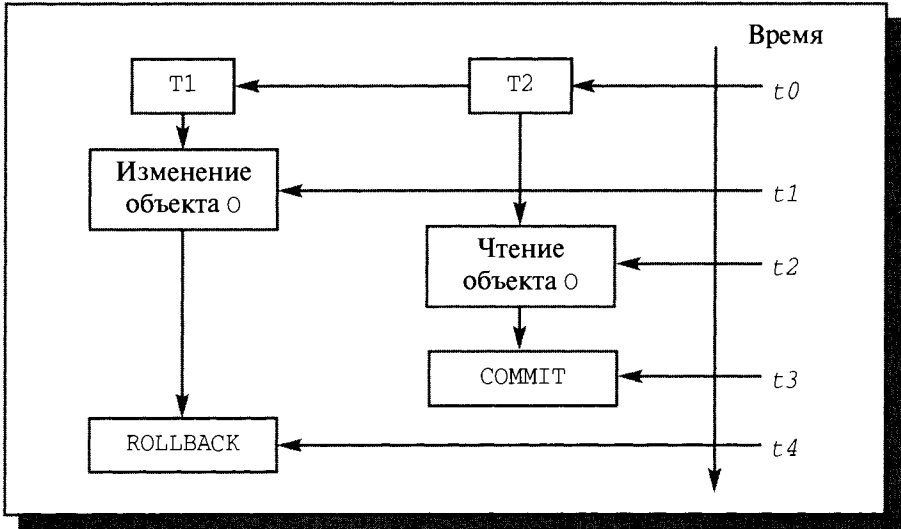 Время
T1
T2
t0
Изменение
объекта O
t1
Чтение
объекта O
t2
COMMIT
t3
ROLLBACK
t4